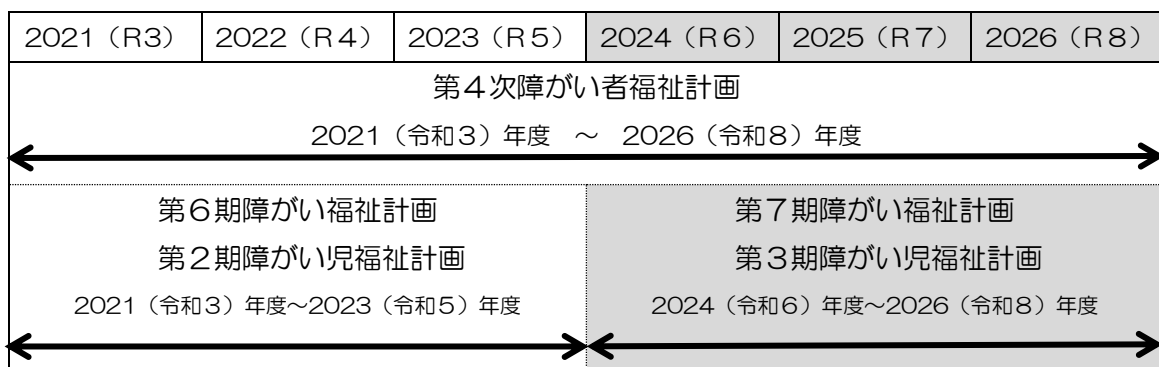 2021（R3） 2022（R4） 2023（R5） 2024（R6） 2025（R7） 2026（R8）
第4次障がい者福祉計画
2021（令和3）年度　～　2026（令和8）年度
第6期障がい福祉計画
第2期障がい児福祉計画
2021（令和3）年度～2023（令和5）年度
第7期障がい福祉計画
第3期障がい児福祉計画
2024（令和6）年度～2026（令和8）年度